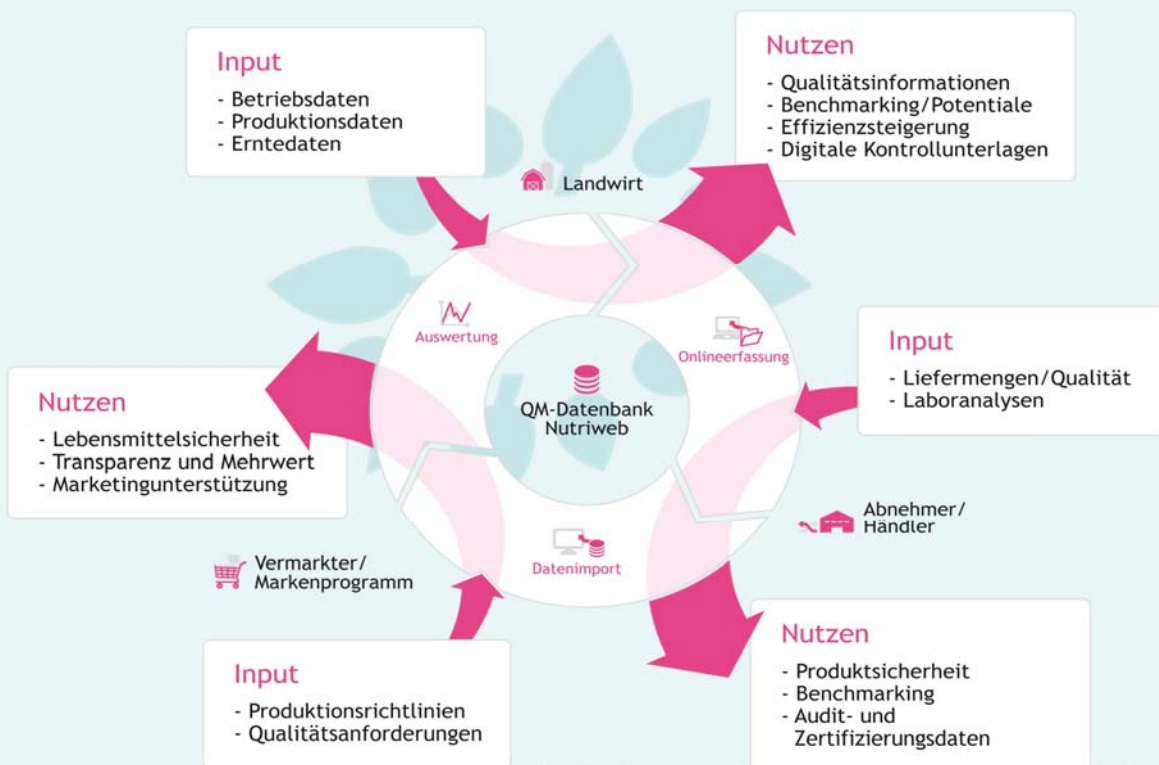 Input
- Betriebsdaten
- Produktionsdaten
- Erntedaten
Nutzen
- Qualitätsinformationen
- Benchmarking/Potentiale
- Effizienzsteigerung
- Digitale Kontrollunterlagen
Landwirt
Auswertung
Onlineerfassung
QM-Datenbank
Nutriweb
Input
- Liefermengen/Qualität
- Laboranalysen
Nutzen
- Lebensmittelsicherheit
- Transparenz und Mehrwert
- Marketingunterstützung
Abnehmer/
Händler
Datenimport
Vermarkter/
Markenprogramm
Input
- Produktionsrichtlinien
- Qualitätsanforderungen
Nutzen
- Produktsicherheit
- Benchmarking
- Audit- und
Zertifizierungsdaten